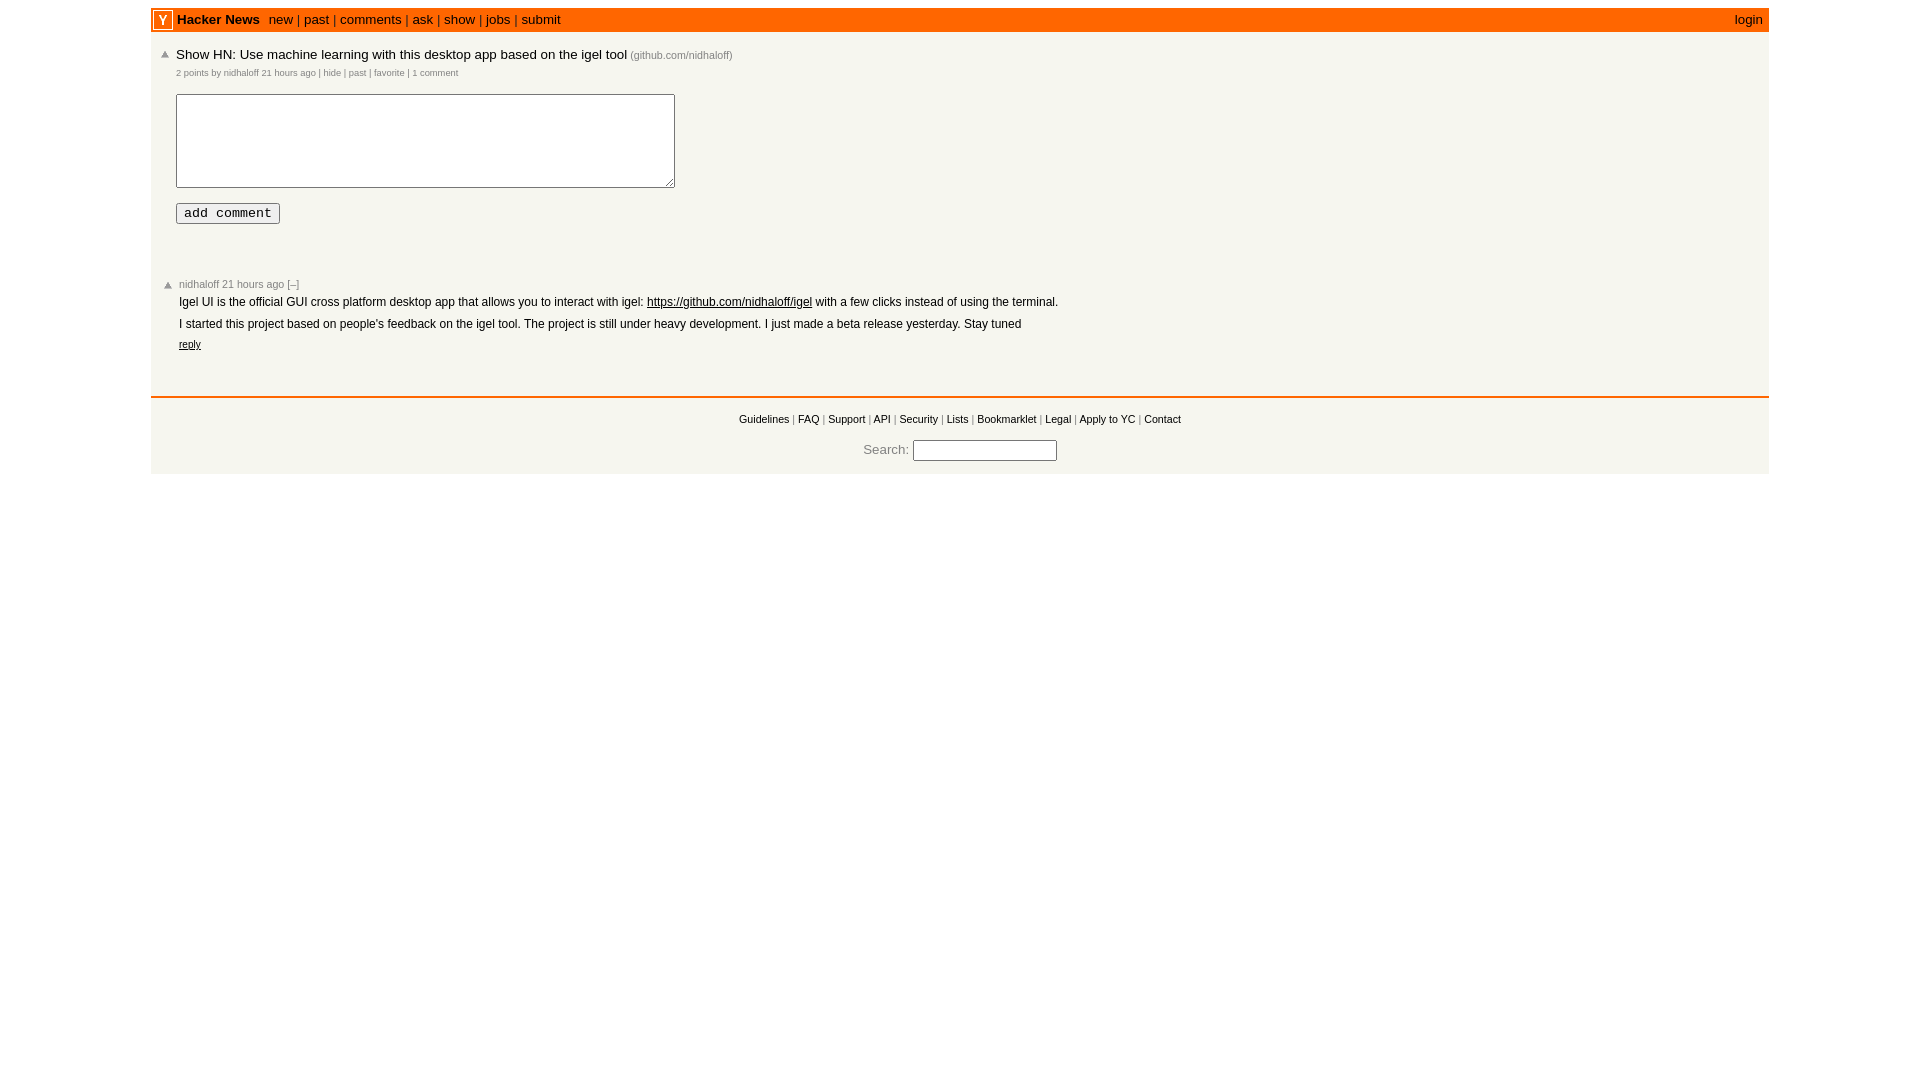 Y Hacker News new | past | comments | ask | show | jobs | submit login
Show HN: Use machine learning with this desktop app based on the igel tool (github.com/nidhaloff)
2 points by nidhaloff 21 hours ago | hide | past | favorite | 1 comment
add comment
nidhaloff 21 hours ago [–]
Igel UI is the official GUI cross platform desktop app that allows you to interact with igel: https://github.com/nidhaloff/igel with a few clicks instead of using the terminal.
I started this project based on people's feedback on the igel tool. The project is still under heavy development. I just made a beta release yesterday. Stay tuned
reply
Guidelines | FAQ | Support | API | Security | Lists | Bookmarklet | Legal | Apply to YC | Contact
Search: